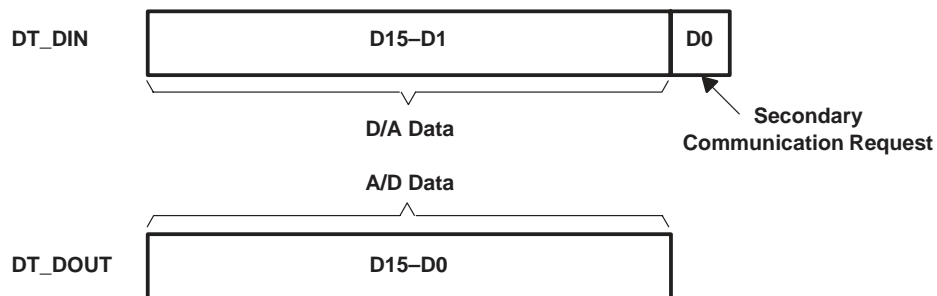 DT_DIN
D15–D1
D0
D/A Data
Secondary
Communication Request
A/D Data
DT_DOUT
D15–D0